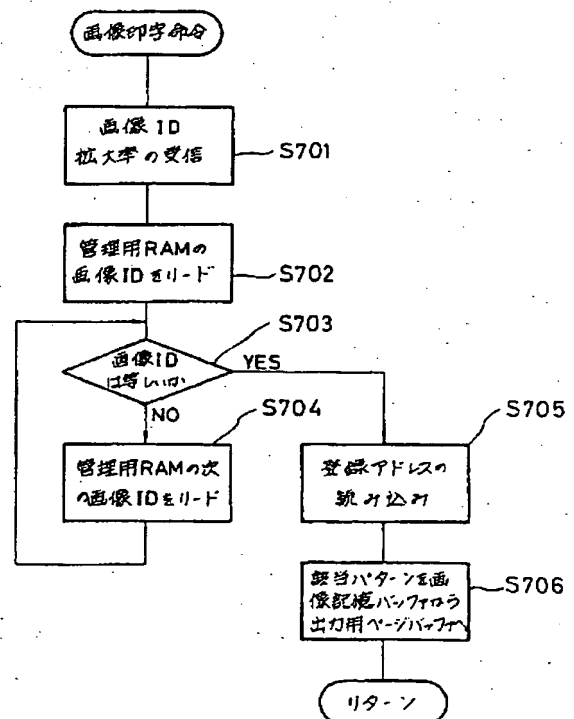 画像印字命令
画像ID
拡大率の受信
S701
管理用RAMの
画像IDをリード
S702
S703
画像ID
は等しいか
YES
NO
S704
管理用RAMの次
の画像IDをリード
S705
登録アドレスの
読み込み
該当パターンを画
像記憶バッファから
出力用ページバッファへ
S706
リターン